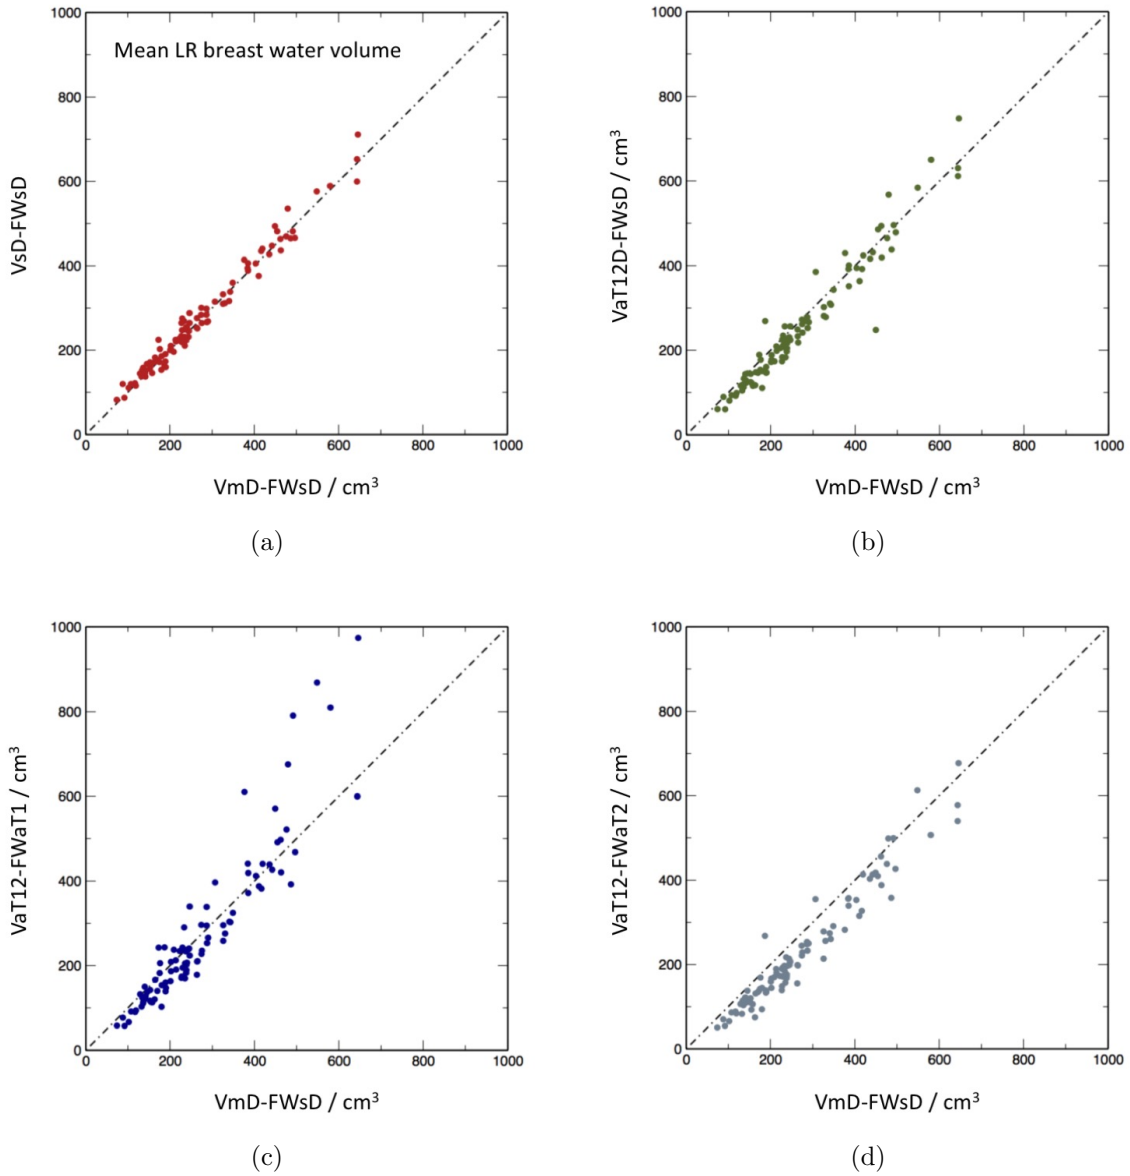 1000
800
600
400
200
0
0 200 400 600 800 1000
Mean LR breast water volume
VsD-FWsD
VmD-FWsD / cm³
(a)
1000
800
600
400
200
0
0 200 400 600 800 1000
VaT12D-FWsD / cm³
VmD-FWsD / cm³
(b)
1000
800
600
400
200
0
0 200 400 600 800 1000
VaT12-FWaT1 / cm³
VmD-FWsD / cm³
(c)
1000
800
600
400
200
0
0 200 400 600 800 1000
VaT12-FWaT2 / cm³
VmD-FWsD / cm³
(d)